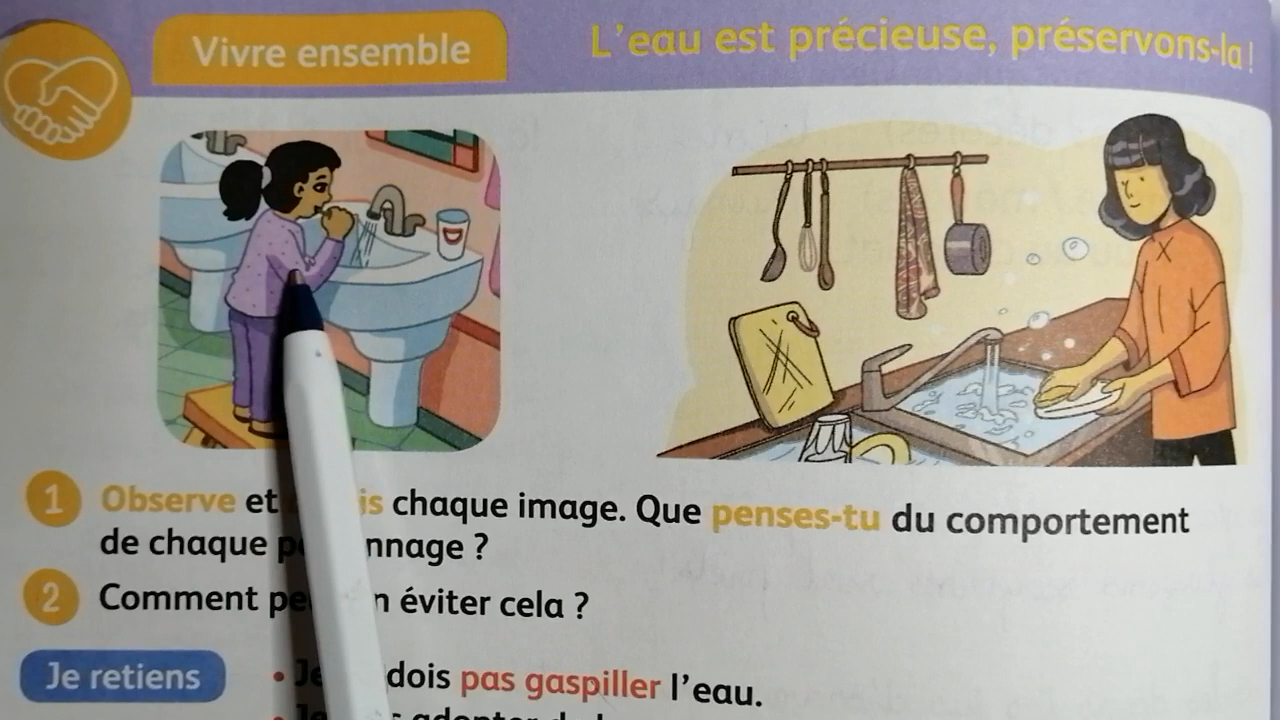 Vivre ensemble
L'eau est précieuse, préservons-la!
1 Observe et chaque image. Que penses-tu du comportement
de chaque ?
2 Comment éviter cela ?
Je retiens
• dois pas gaspiller l'eau.